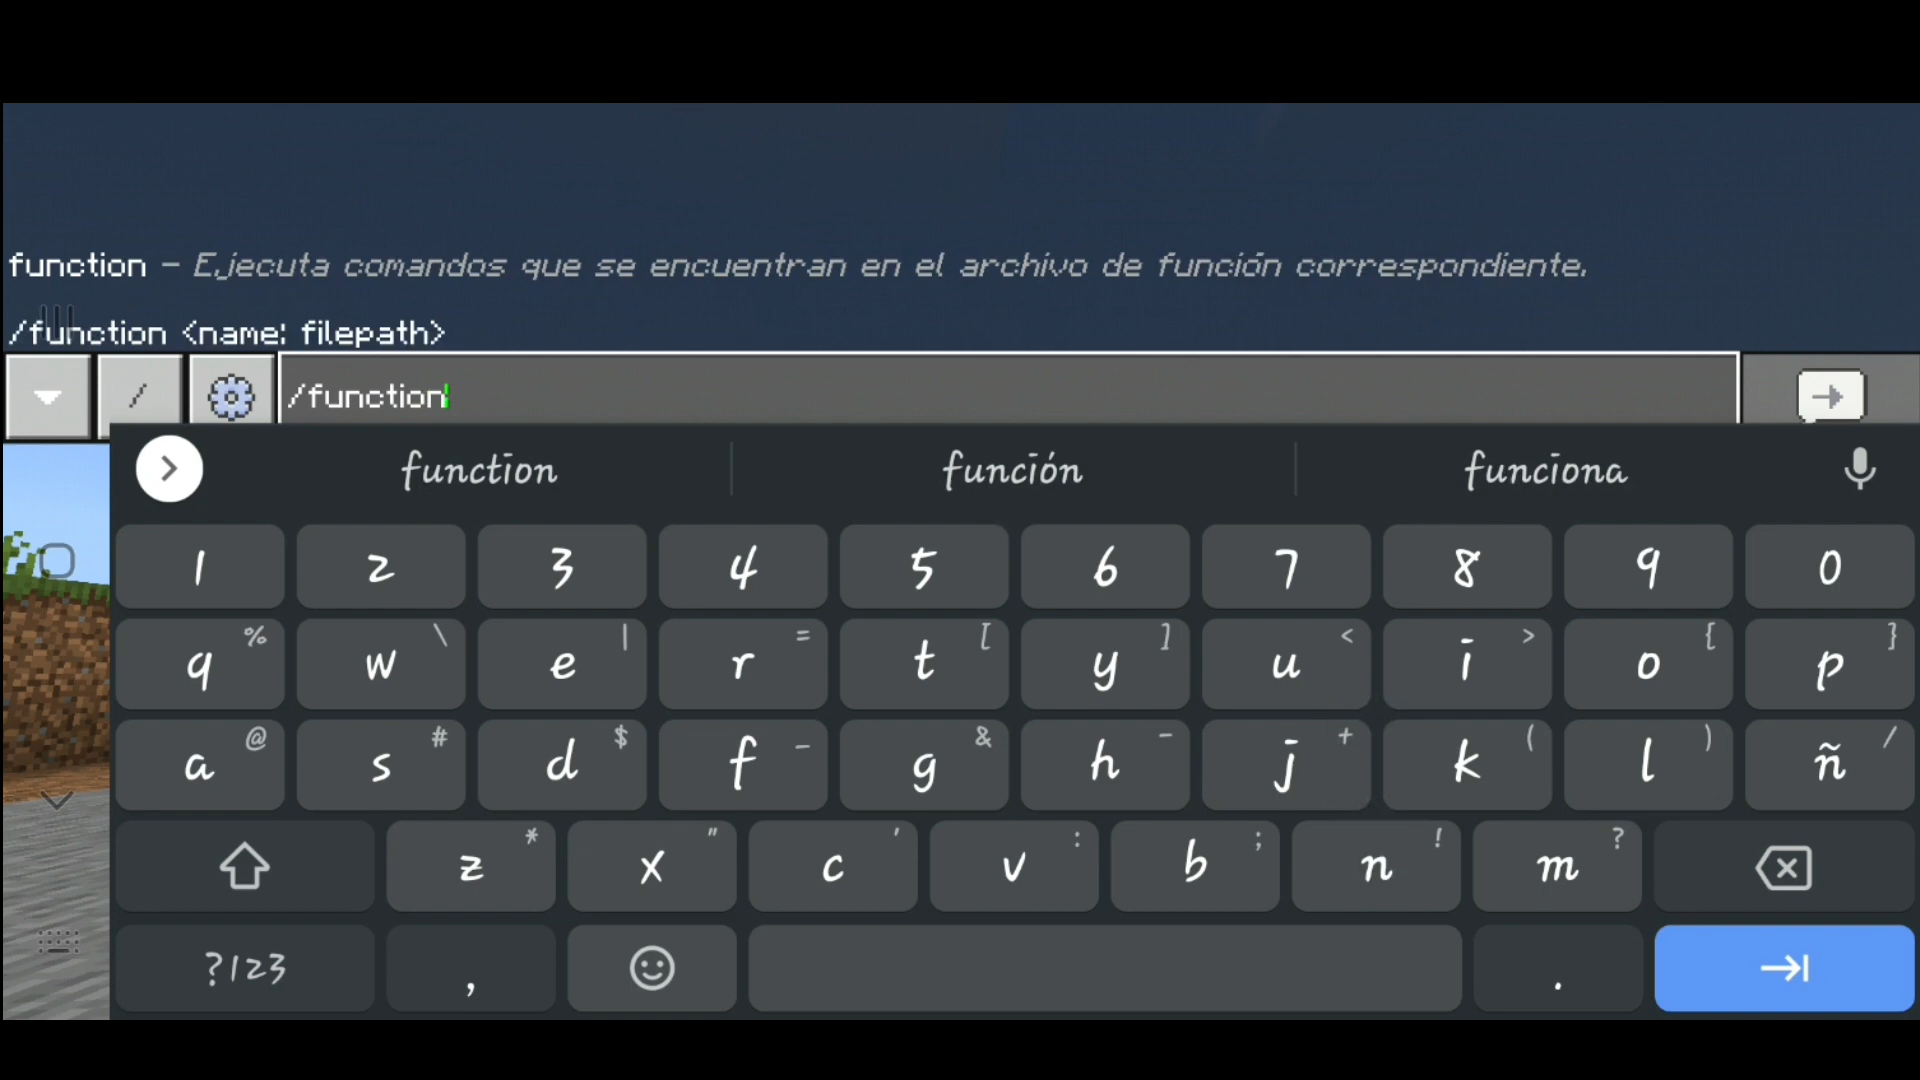 function - Ejecuta comandos que se encuentran en el archivo de función correspondiente.
/function <name: filepath>
/ /function
function función funciona
1 2 3 4 5 6 7 8 9 0
q % w \ e | r = t [ y ] u < i > o { p }
a @ s # d $ f _ g & h - j + k ( l ) ñ /
z * x " c ' v : b ; n ! m ?
?123 , .